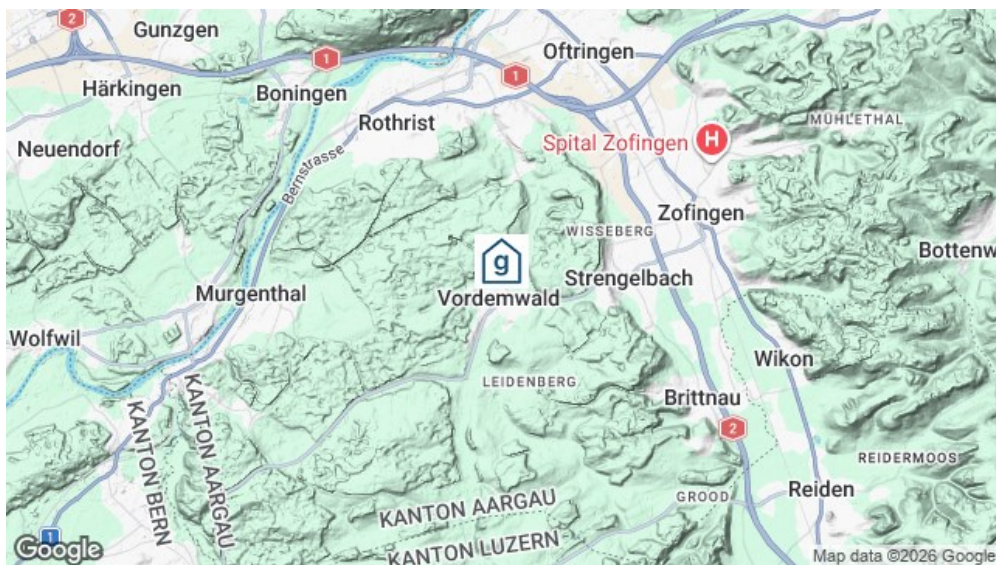 2
Gunzgen
Oftringen
1
1
Härkingen
Boningen
MÜHLETHAL
Rothrist
Spital Zofingen H
Neuendorf
Bernstrasse
Zofingen
WISSEBERG
Bottenw
g
Strengelbach
Murgenthal
Vordemwald
Wolfwil
Wikon
LEIDENBERG
Brittnau
KANTON BERN
KANTON AARGAU
2
REIDERMOOS
Reiden
GROOD
KANTON AARGAU
KANTON LUZERN
1
Google
Map data ©2026 Google